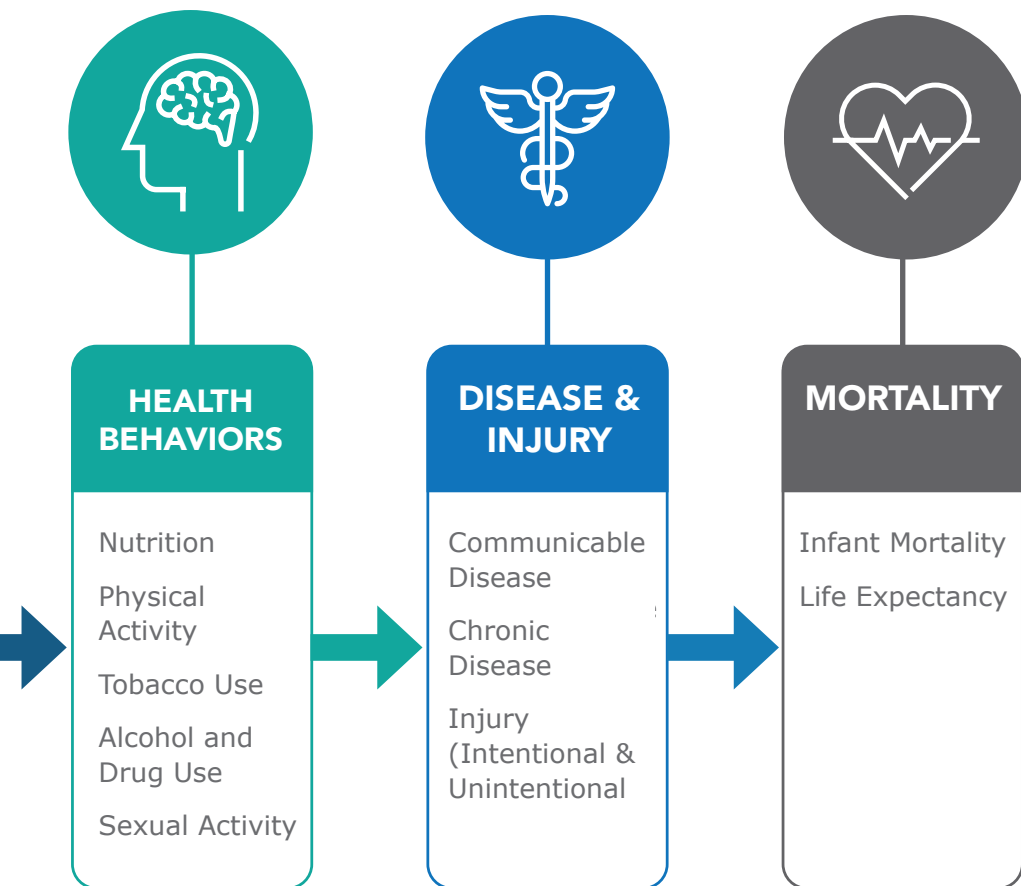 HEALTH
BEHAVIORS
Nutrition
Physical
Activity
Tobacco Use
Alcohol and
Drug Use
Sexual Activity
DISEASE &
INJURY
Communicable
Disease
Chronic
Disease
Injury
(Intentional &
Unintentional
MORTALITY
Infant Mortality
Life Expectancy